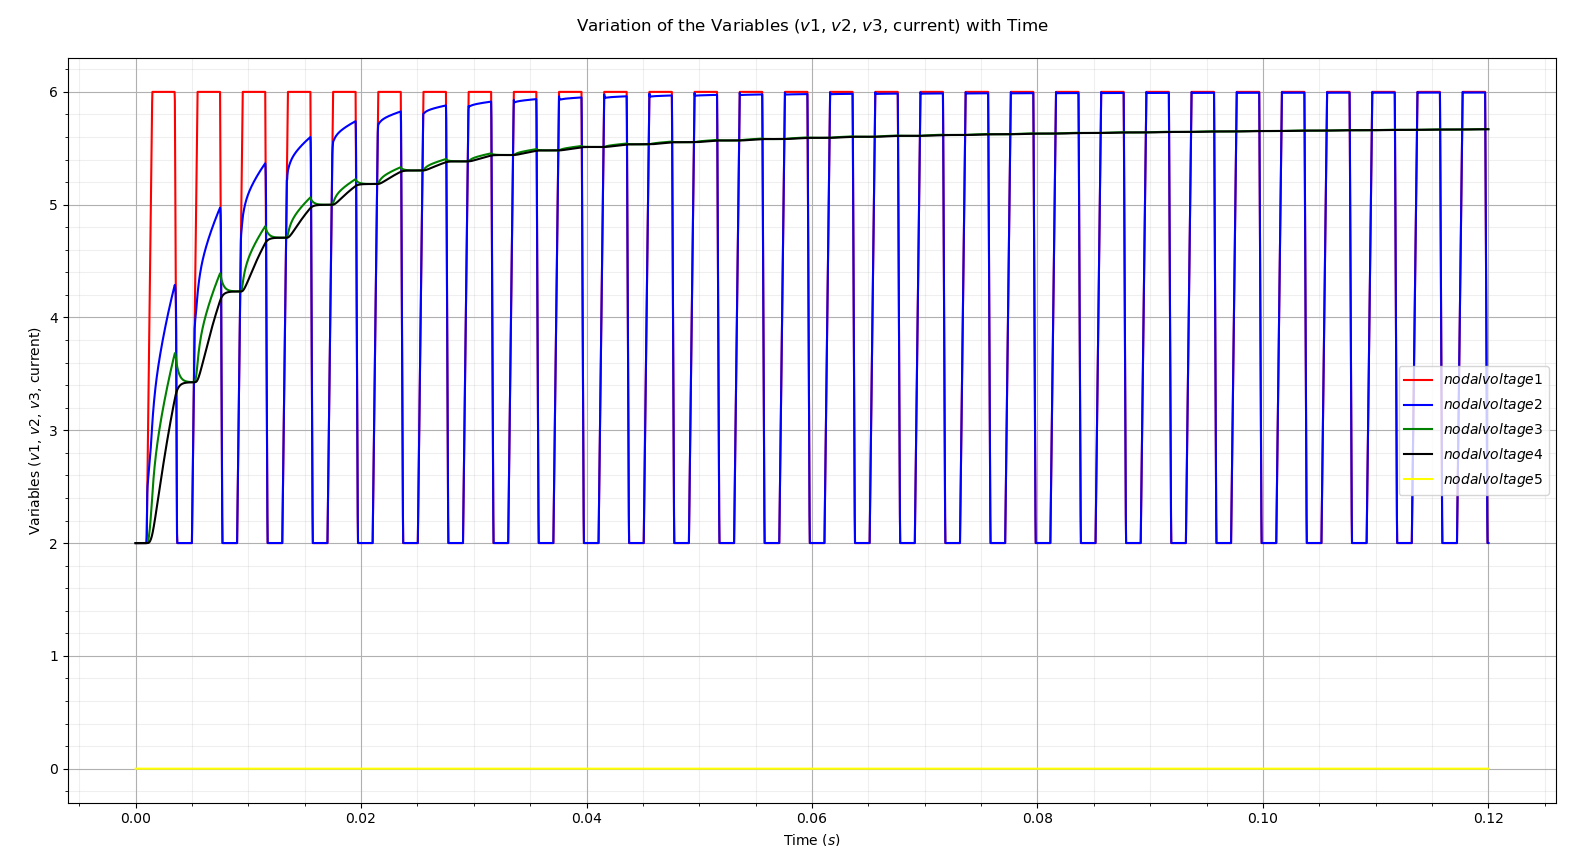 Variation of the Variables (v1, v2, v3, current) with Time
Variables (v1, v2, v3, current)
6
5
4
3
2
1
0
nodalvoltage1
nodalvoltage2
nodalvoltage3
nodalvoltage4
nodalvoltage5
0.00 0.02 0.04 0.06 0.08 0.10 0.12
Time (s)